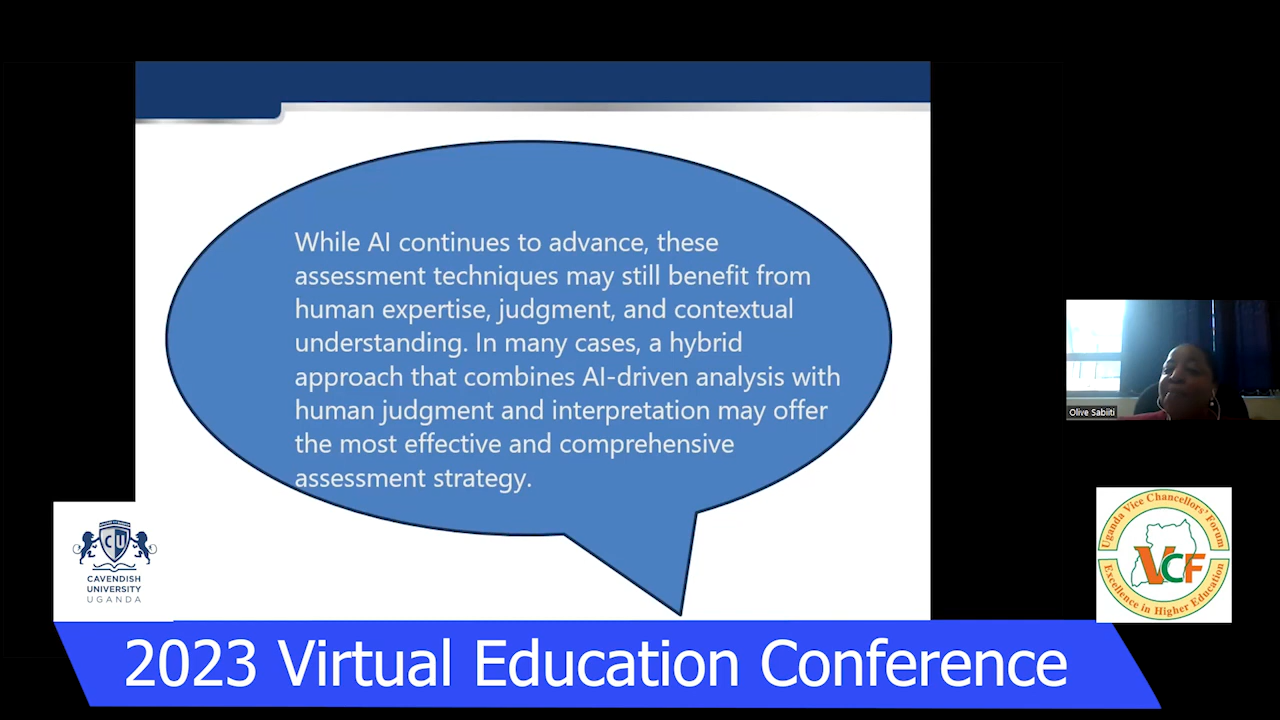 While AI continues to advance, these
assessment techniques may still benefit from
human expertise, judgment, and contextual
understanding. In many cases, a hybrid
approach that combines AI-driven analysis with
human judgment and interpretation may offer
the most effective and comprehensive
assessment strategy.
Olive Sabiiti
CU
CAVENDISH
UNIVERSITY
UGANDA
Uganda Vice Chancellors' Forum
VCF
Excellence in Higher Education
2023 Virtual Education Conference